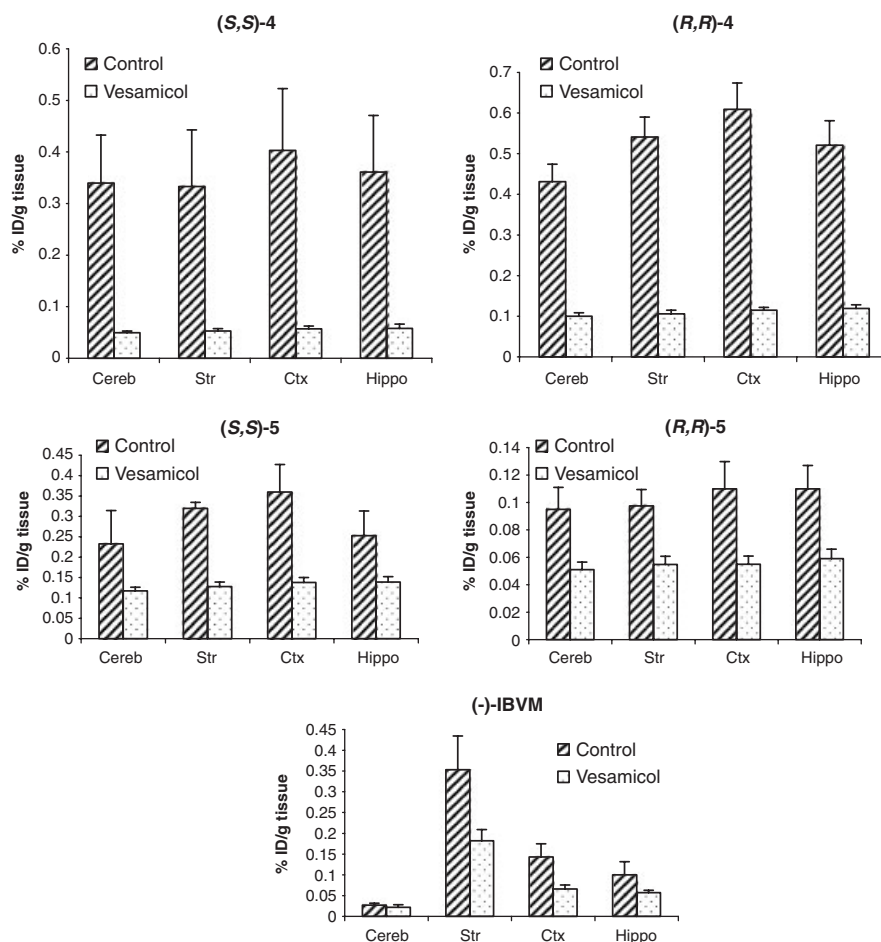 (S,S)-4
0.6
0.5
0.4
0.3
0.2
0.1
0
% ID/g tissue
Control
Vesamicol
Cereb Str Ctx Hippo
(R,R)-4
0.7
0.6
0.5
0.4
0.3
0.2
0.1
0
% ID/g tissue
Control
Vesamicol
Cereb Str Ctx Hippo
(S,S)-5
0.45
0.4
0.35
0.3
0.25
0.2
0.15
0.1
0.05
0
% ID/g tissue
Control
Vesamicol
Cereb Str Ctx Hippo
(R,R)-5
0.14
0.12
0.1
0.08
0.06
0.04
0.02
0
% ID/g tissue
Control
Vesamicol
Cereb Str Ctx Hippo
(-)-IBVM
0.45
0.4
0.35
0.3
0.25
0.2
0.15
0.1
0.05
0
% ID/g tissue
Control
Vesamicol
Cereb Str Ctx Hippo